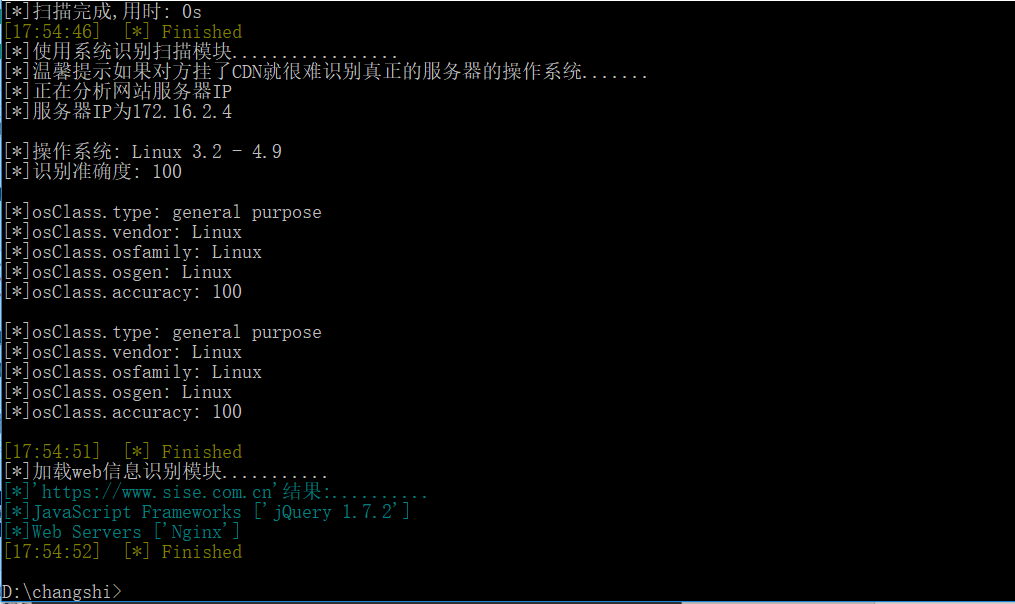 [*]扫描完成,用时: 0s
[17:54:46]  [*] Finished
[*]使用系统识别扫描模块.................
[*]温馨提示如果对方挂了CDN就很难识别真正的服务器的操作系统.......
[*]正在分析网站服务器IP
[*]服务器IP为172.16.2.4
[*]操作系统: Linux 3.2 - 4.9
[*]识别准确度: 100
[*]osClass.type: general purpose
[*]osClass.vendor: Linux
[*]osClass.osfamily: Linux
[*]osClass.osgen: Linux
[*]osClass.accuracy: 100
[*]osClass.type: general purpose
[*]osClass.vendor: Linux
[*]osClass.osfamily: Linux
[*]osClass.osgen: Linux
[*]osClass.accuracy: 100
[17:54:51]  [*] Finished
[*]加载web信息识别模块...........
[*]'https://www.sise.com.cn'结果:..........
[*]JavaScript Frameworks ['jQuery 1.7.2']
[*]Web Servers ['Nginx']
[17:54:52]  [*] Finished
D:\changshi>